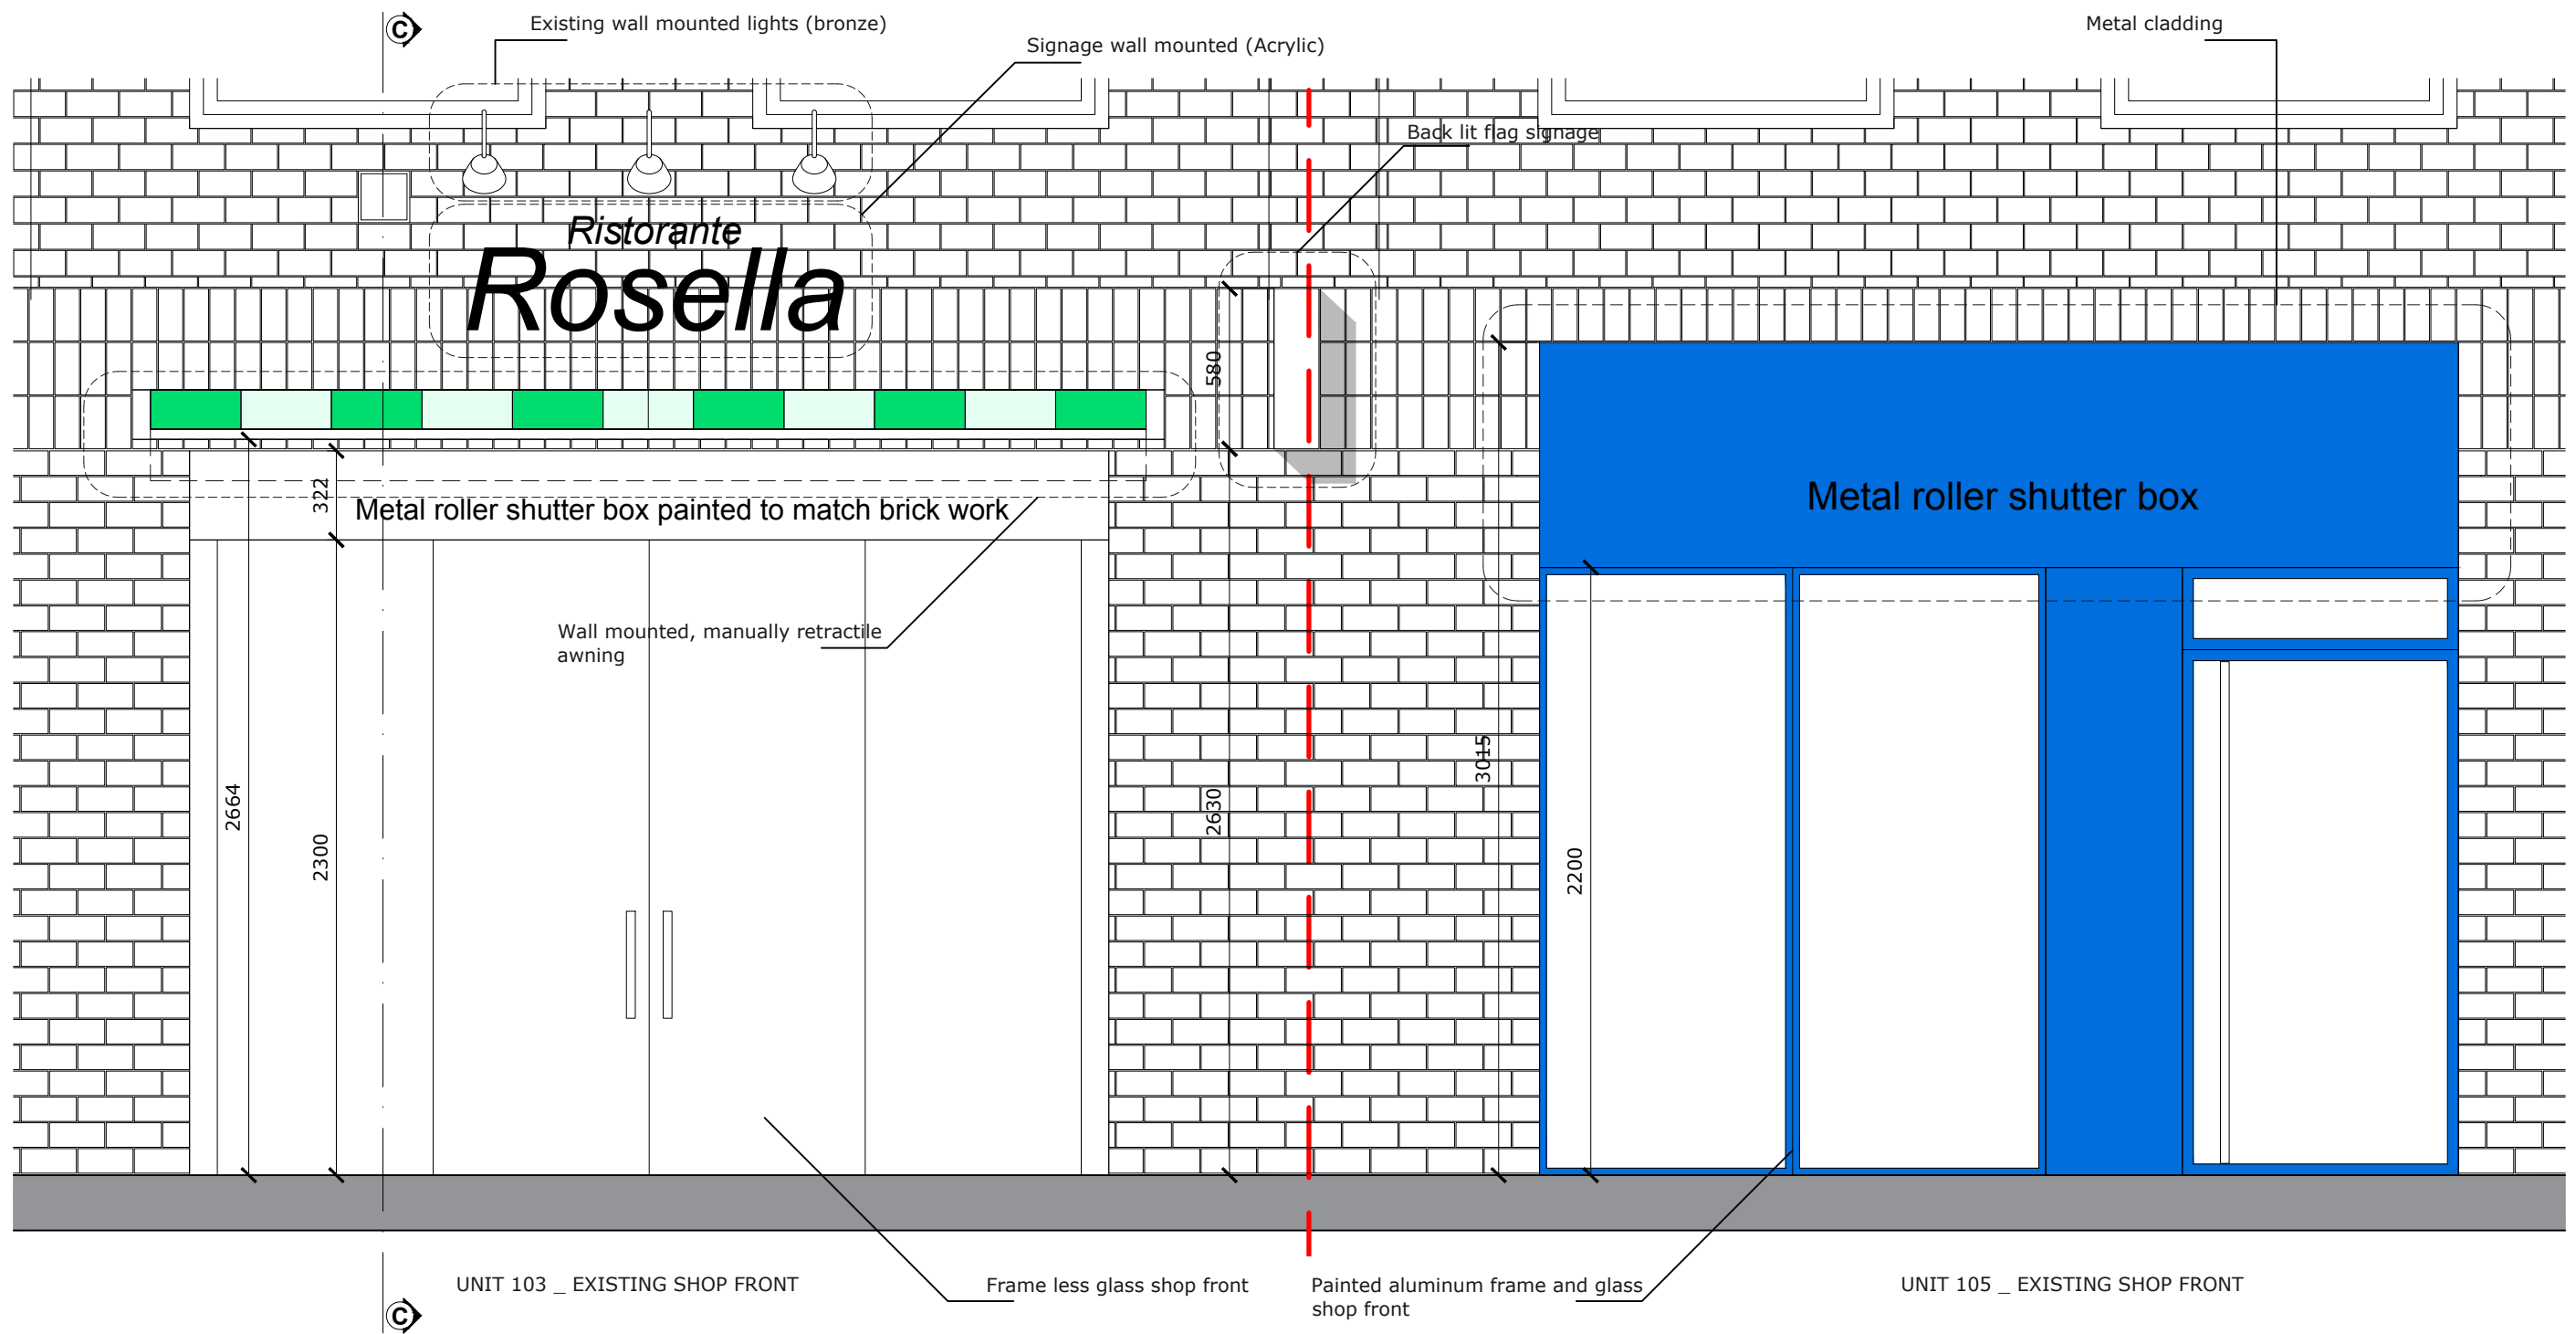 C
Existing wall mounted lights (bronze)
Signage wall mounted (Acrylic)
Metal cladding
Back lit flag signage
Ristorante
Rosella
580
322
Metal roller shutter box painted to match brick work
Metal roller shutter box
Wall mounted, manually retractile
awning
2664
2300
2630
3015
2200
UNIT 103 _ EXISTING SHOP FRONT
Frame less glass shop front
Painted aluminum frame and glass
shop front
UNIT 105 _ EXISTING SHOP FRONT
C